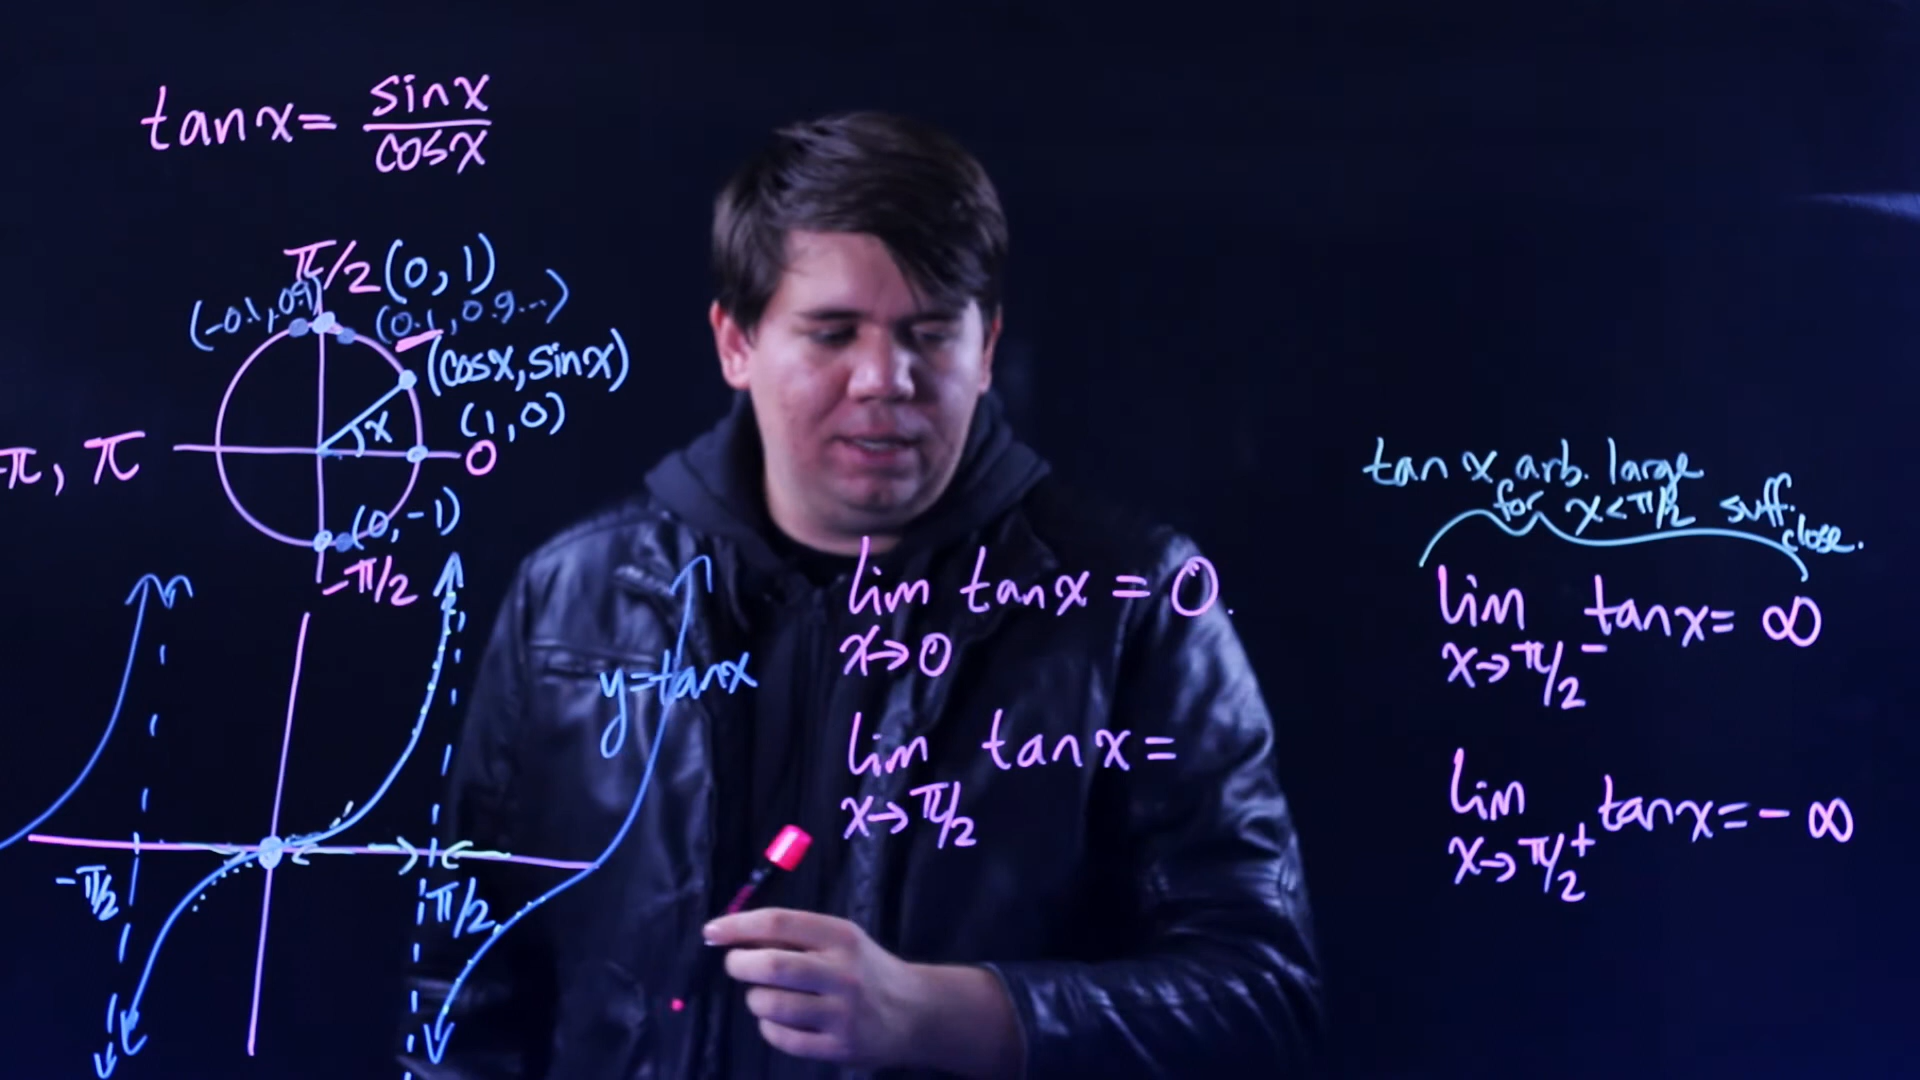 tan x = sin x / cos x
π/2 (0, 1)
(-0.1, 0.9) (0.1, 0.9...)
(cos x, sin x)
x (1, 0)
-π, π 0
(0, -1)
-π/2
y = tan x
-π/2 π/2
lim tan x = 0.
x→0
lim tan x =
x→π/2
tan x arb. large
for x < π/2 suff.
close.
lim tan x = ∞
x→π/2⁻
lim tan x = -∞
x→π/2⁺